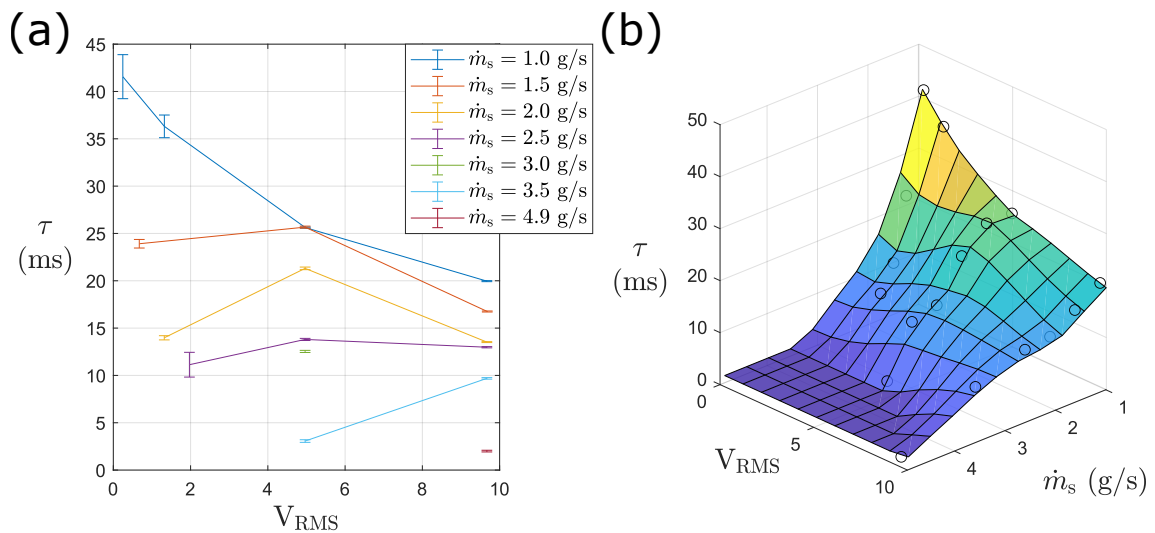 (a)
45
40
35
30
25
20
15
10
5
0
τ
(ms)
0
2
4
6
8
10
V_RMS
ṁ_s = 1.0 g/s
ṁ_s = 1.5 g/s
ṁ_s = 2.0 g/s
ṁ_s = 2.5 g/s
ṁ_s = 3.0 g/s
ṁ_s = 3.5 g/s
ṁ_s = 4.9 g/s
(b)
50
40
30
20
10
0
τ
(ms)
0
5
10
V_RMS
4
3
2
1
ṁ_s (g/s)